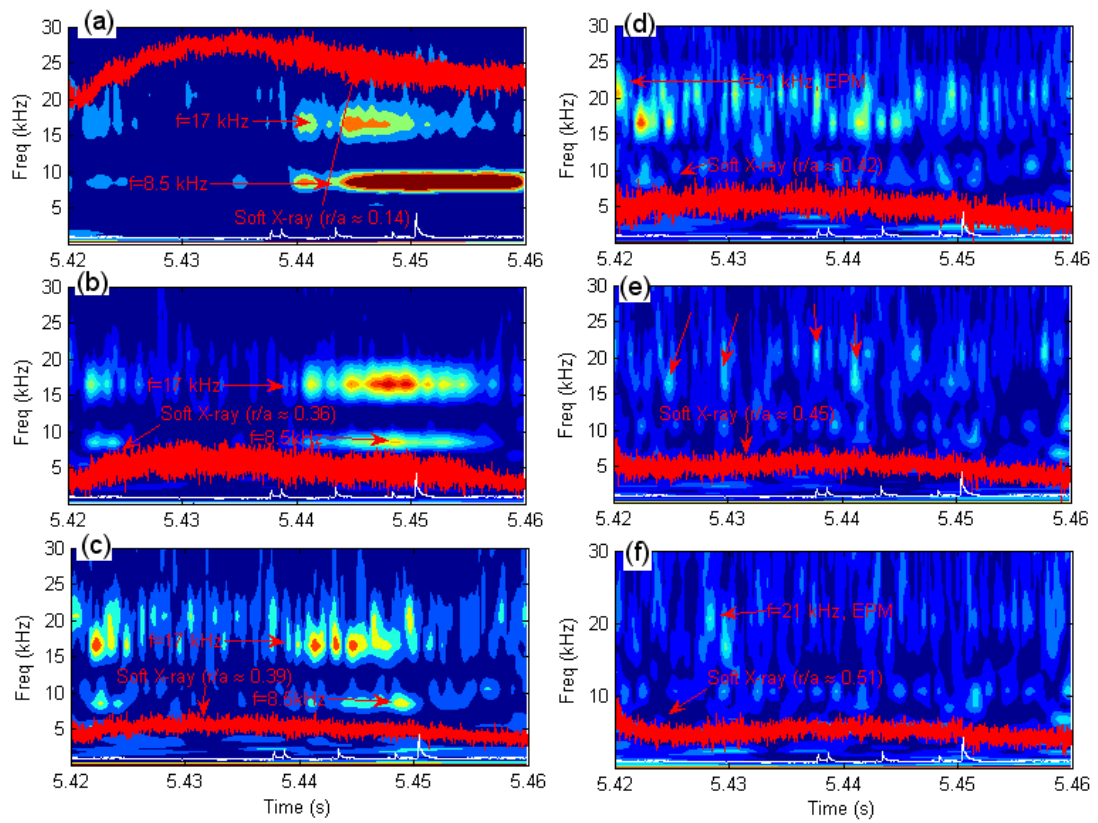 (a)
30
25
20
15
10
5
Freq (kHz)
f=17 kHz
f=8.5 kHz
Soft X-ray (r/a ≈ 0.14)
5.42 5.43 5.44 5.45 5.46
(b)
30
25
20
15
10
5
Freq (kHz)
f=17 kHz
Soft X-ray (r/a ≈ 0.36)
f=8.5kHz
5.42 5.43 5.44 5.45 5.46
(c)
30
25
20
15
10
5
Freq (kHz)
f=17 kHz
Soft X-ray (r/a ≈ 0.39)
f=8.5kHz
5.42 5.43 5.44 5.45 5.46
Time (s)
(d)
30
25
20
15
10
5
Freq (kHz)
f=21 kHz, EPM
Soft X-ray (r/a ≈ 0.42)
5.42 5.43 5.44 5.45 5.46
(e)
30
25
20
15
10
5
Freq (kHz)
Soft X-ray (r/a ≈ 0.45)
5.42 5.43 5.44 5.45 5.46
(f)
30
25
20
15
10
5
Freq (kHz)
f=21 kHz, EPM
Soft X-ray (r/a ≈ 0.51)
5.42 5.43 5.44 5.45 5.46
Time (s)